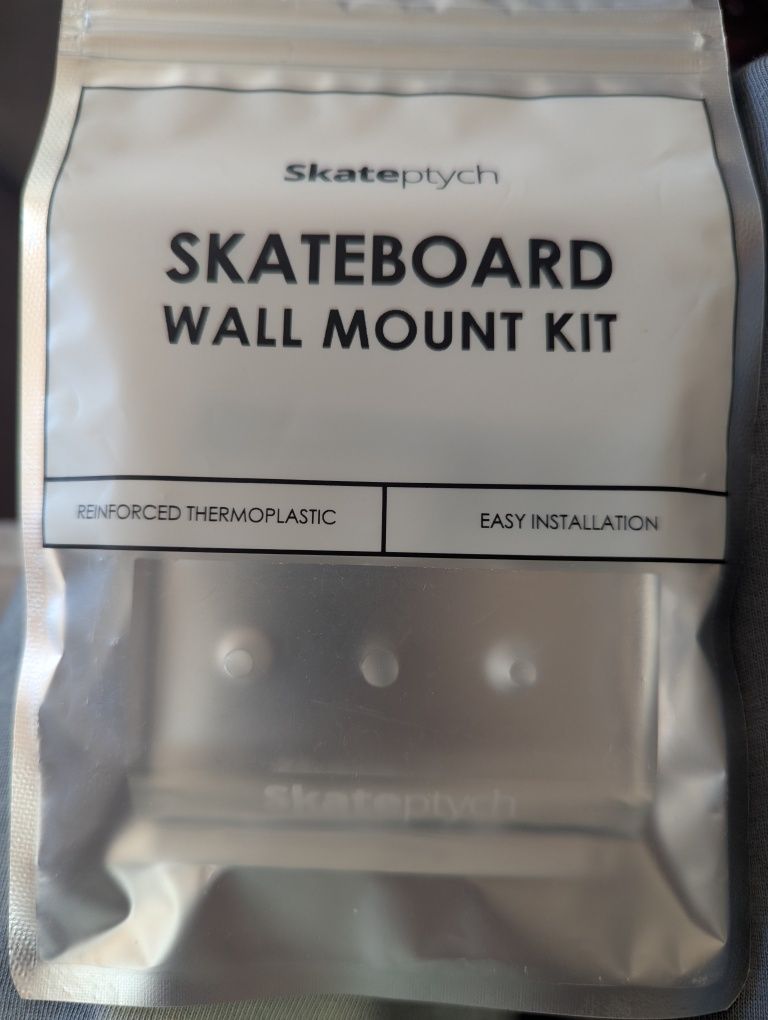 Skateptych
SKATEBOARD
WALL MOUNT KIT
REINFORCED THERMOPLASTIC
EASY INSTALLATION
Skateptych